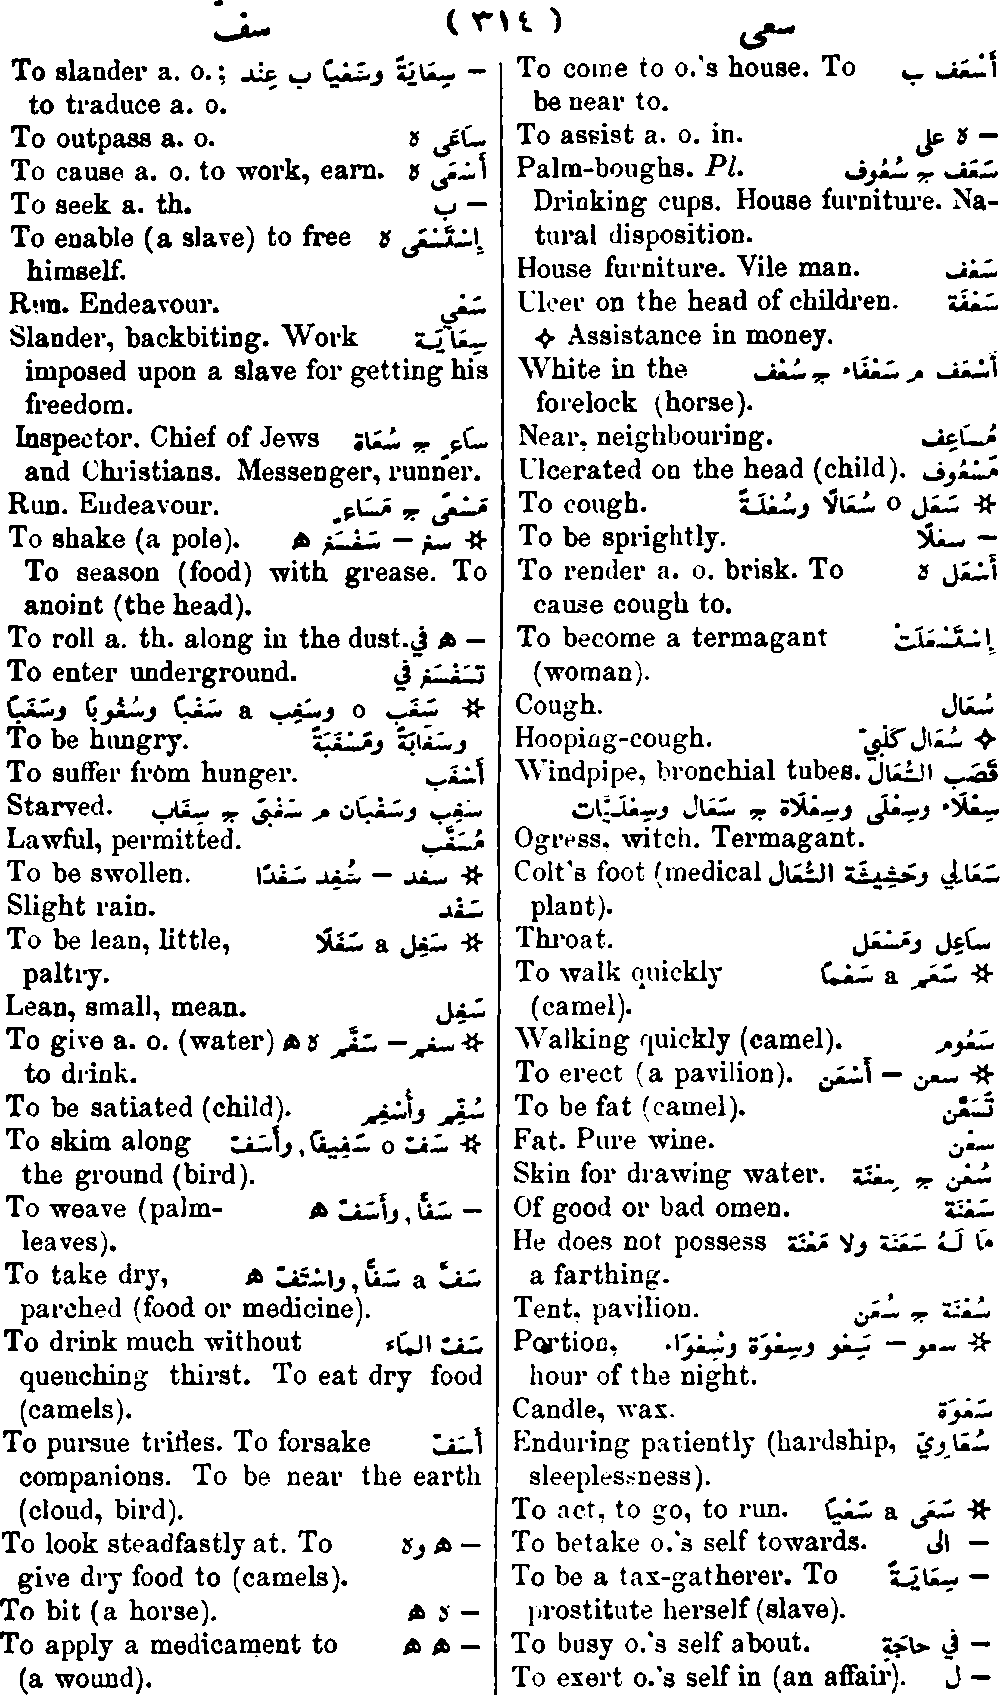 سعى ( ٣١٤ ) سفّ
To come to o.'s house. To أَسْعَف ب
be near to.
To assist a. o. in. – ه على
Palm-boughs. Pl. سَعَف ج سُعُوف
Drinking cups. House furniture. Na-
tural disposition.
House furniture. Vile man. سَعْف
Ulcer on the head of children. سَعْفَة
✧ Assistance in money.
White in the أَسْعَف م سَعْفَاء ج سُعْف
forelock (horse).
Near, neighbouring. مُسَاعِف
Ulcerated on the head (child). مَسْعُوف
To cough. ☼ سَعَل o سُعَالًا وسُعْلَةً
To be sprightly. – سعلًا
To render a. o. brisk. To أَسْعَل ه
cause cough to.
To become a termagant إِسْتَسْعَلَتْ
(woman).
Cough. سُعَال
Hooping-cough. ✧ سُعَال كَلْبِيّ
Windpipe, bronchial tubes. قَصَب السُّعَال
سِعْلَاء وسِعْلَى وسِعْلَاة ج سَعَال وسِعْلَيَات
Ogress, witch. Termagant.
Colt's foot (medical سَعَالِي وحَشِيشَة السُّعَال
plant).
Throat. سَاعِل ومَسْعَل
To walk quickly ☼ سَعَم a سَعْمًا
(camel).
Walking quickly (camel). سَعُوم
To erect (a pavilion). ☼ سعن – أَسْعَن
To be fat (camel). تَسَعَّن
Fat. Pure wine. سعْن
Skin for drawing water. سُعْن ج سِعَنَة
Of good or bad omen. سَعْنَة
He does not possess مَا لَهُ سَعْنَة ولا مَعْنَة
a farthing.
Tent, pavilion. سُعْنَة ج سُعَن
Portion, ☼ سعو – سِعْو وسِعْوَة وسِعْوَاء
hour of the night.
Candle, wax. سَعْوَة
Enduring patiently (hardship, سُعَاوِيّ
sleeplessness).
To act, to go, to run. ☼ سَعَى a سَعْيًا
To betake o.'s self towards. – الى
To be a tax-gatherer. To – سِعَايَةً
prostitute herself (slave).
To busy o.'s self about. – في حاجَةٍ
To exert o.'s self in (an affair). – ل
To slander a. o.; – سِعَايَةً وسَعْيًا ب عِند
to traduce a. o.
To outpass a. o. سَاعَى ه
To cause a. o. to work, earn. أَسْعَى ه
To seek a. th. – ب
To enable (a slave) to free إِسْتَسْعَى ه
himself.
Run. Endeavour. سَعْي
Slander, backbiting. Work سِعَايَة
imposed upon a slave for getting his
freedom.
Inspector. Chief of Jews سَاعٍ ج سُعَاة
and Christians. Messenger, runner.
Run. Endeavour. مَسْعًى ج مَسَاعٍ
To shake (a pole). ☼ سغ – سَغْسَغ ه
To season (food) with grease. To
anoint (the head).
To roll a. th. along in the dust. – ه في
To enter underground. تَسَغْسَغ في
☼ سَغَب o وسَغِب a سَغْبًا وسُغُوبًا وسَغَبًا
To be hungry. وسَغَابَةً ومَسْغَبَةً
To suffer from hunger. أَسْغَب
Starved. سَغِب وسَغْبَان م سَغْبَى ج سِغَاب
Lawful, permitted. مُسَغَّب
To be swollen. ☼ سغد – سُغِد سَغْدًا
Slight rain. سَغْد
To be lean, little, ☼ سَغِل a سَغَلًا
paltry.
Lean, small, mean. سَغِل
To give a. o. (water) ☼ سغم – سَغَّم ه ه
to drink.
To be satiated (child). سُغِّم وأُسْغِم
To skim along ☼ سَفّ o سَفِيفًا, وأَسَفّ
the ground (bird).
To weave (palm- – سَفًّا, وأَسَفّ ه
leaves).
To take dry, سَفّ a سَفًّا, واسْتَفّ ه
parched (food or medicine).
To drink much without سَفّ المَاء
quenching thirst. To eat dry food
(camels).
To pursue trifles. To forsake أَسَفّ
companions. To be near the earth
(cloud, bird).
To look steadfastly at. To – ه وه
give dry food to (camels).
To bit (a horse). – ه ه
To apply a medicament to – ه ه
(a wound).